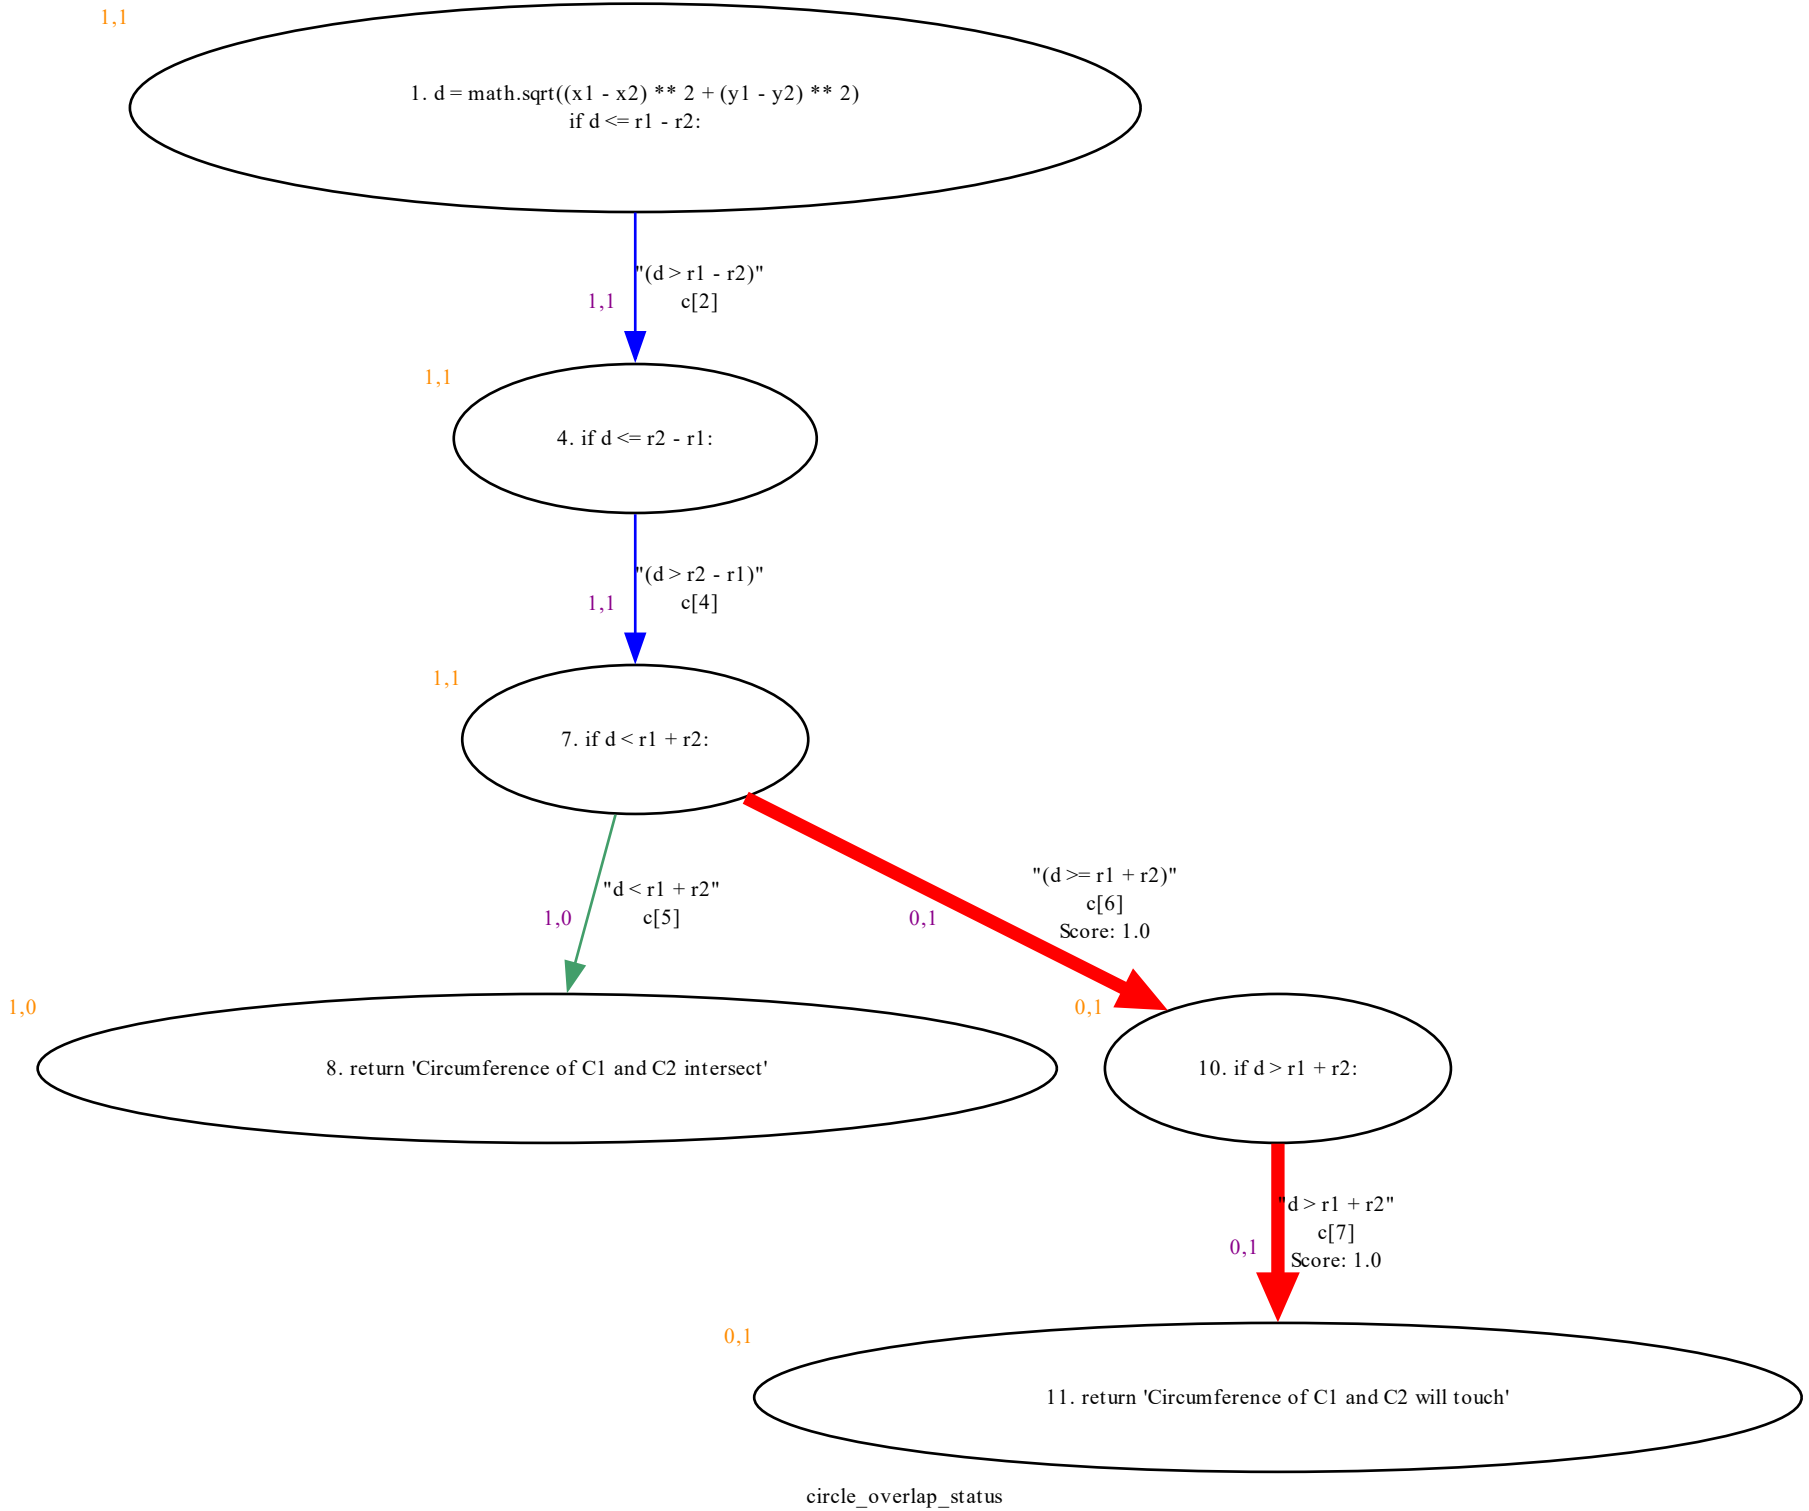 1,1
1. d = math.sqrt((x1 - x2) ** 2 + (y1 - y2) ** 2)
if d <= r1 - r2:
"(d > r1 - r2)"
c[2]
1,1
1,1
4. if d <= r2 - r1:
"(d > r2 - r1)"
c[4]
1,1
1,1
7. if d < r1 + r2:
"d < r1 + r2"
c[5]
1,0
"(d >= r1 + r2)"
c[6]
Score: 1.0
0,1
1,0
8. return 'Circumference of C1 and C2 intersect'
0,1
10. if d > r1 + r2:
"d > r1 + r2"
c[7]
Score: 1.0
0,1
0,1
11. return 'Circumference of C1 and C2 will touch'
circle_overlap_status